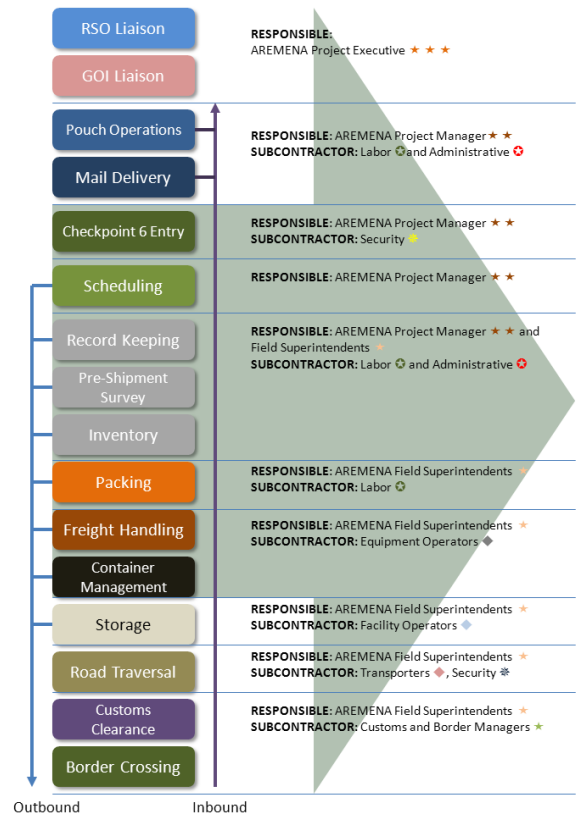 RSO Liaison
RESPONSIBLE:
AREMENA Project Executive
GOI Liaison
Pouch Operations
RESPONSIBLE: AREMENA Project Manager
SUBCONTRACTOR: Labor and Administrative
Mail Delivery
Checkpoint 6 Entry
RESPONSIBLE: AREMENA Project Manager
SUBCONTRACTOR: Security
Scheduling
RESPONSIBLE: AREMENA Project Manager
Record Keeping
RESPONSIBLE: AREMENA Project Manager and
Field Superintendents
SUBCONTRACTOR: Labor and Administrative
Pre-Shipment
Survey
Inventory
Packing
RESPONSIBLE: AREMENA Field Superintendents
SUBCONTRACTOR: Labor
Freight Handling
RESPONSIBLE: AREMENA Field Superintendents
SUBCONTRACTOR: Equipment Operators
Container
Management
Storage
RESPONSIBLE: AREMENA Field Superintendents
SUBCONTRACTOR: Facility Operators
Road Traversal
RESPONSIBLE: AREMENA Field Superintendents
SUBCONTRACTOR: Transporters , Security
Customs
Clearance
RESPONSIBLE: AREMENA Field Superintendents
SUBCONTRACTOR: Customs and Border Managers
Border Crossing
Outbound
Inbound